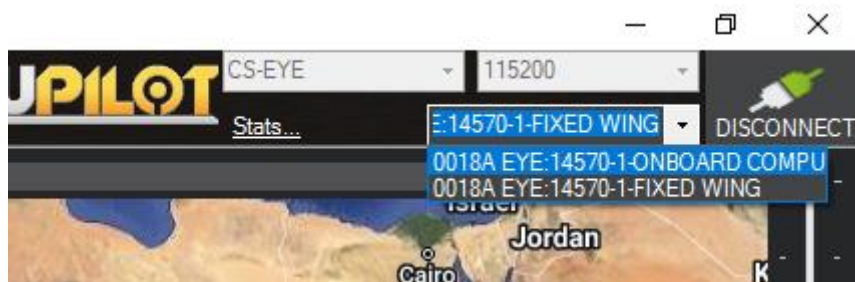 UPILOT
CS-EYE
115200
Stats...
E:14570-1-FIXED WING
DISCONNECT
0018A EYE:14570-1-ONBOARD COMPU
0018A EYE:14570-1-FIXED WING
Israel
Jordan
Cairo
K